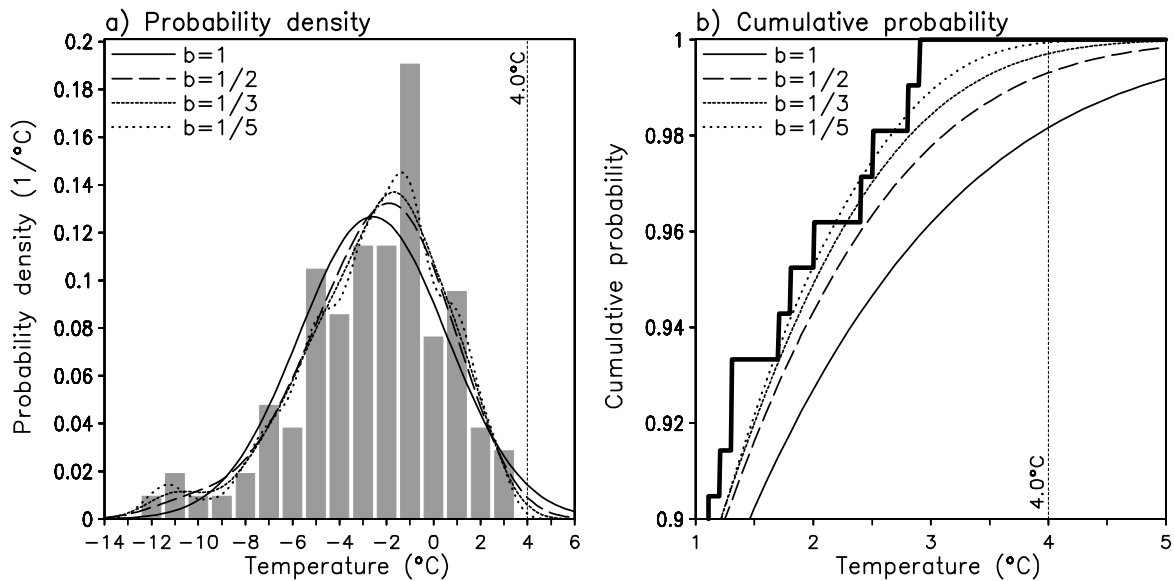 a) Probability density
0.2
0.18
0.16
0.14
0.12
0.1
0.08
0.06
0.04
0.02
0
Probability density (1/°C)
b=1
b=1/2
b=1/3
b=1/5
4.0°C
-14 -12 -10 -8 -6 -4 -2 0 2 4 6
Temperature (°C)
b) Cumulative probability
1
0.98
0.96
0.94
0.92
0.9
Cumulative probability
b=1
b=1/2
b=1/3
b=1/5
4.0°C
1 2 3 4 5
Temperature (°C)